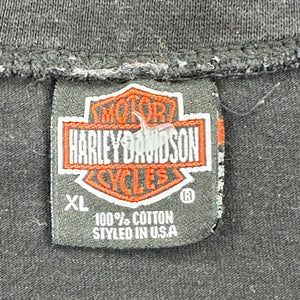 MOTOR
HARLEY-DAVIDSON
CYCLES
XL ®
100% COTTON
STYLED IN U.S.A